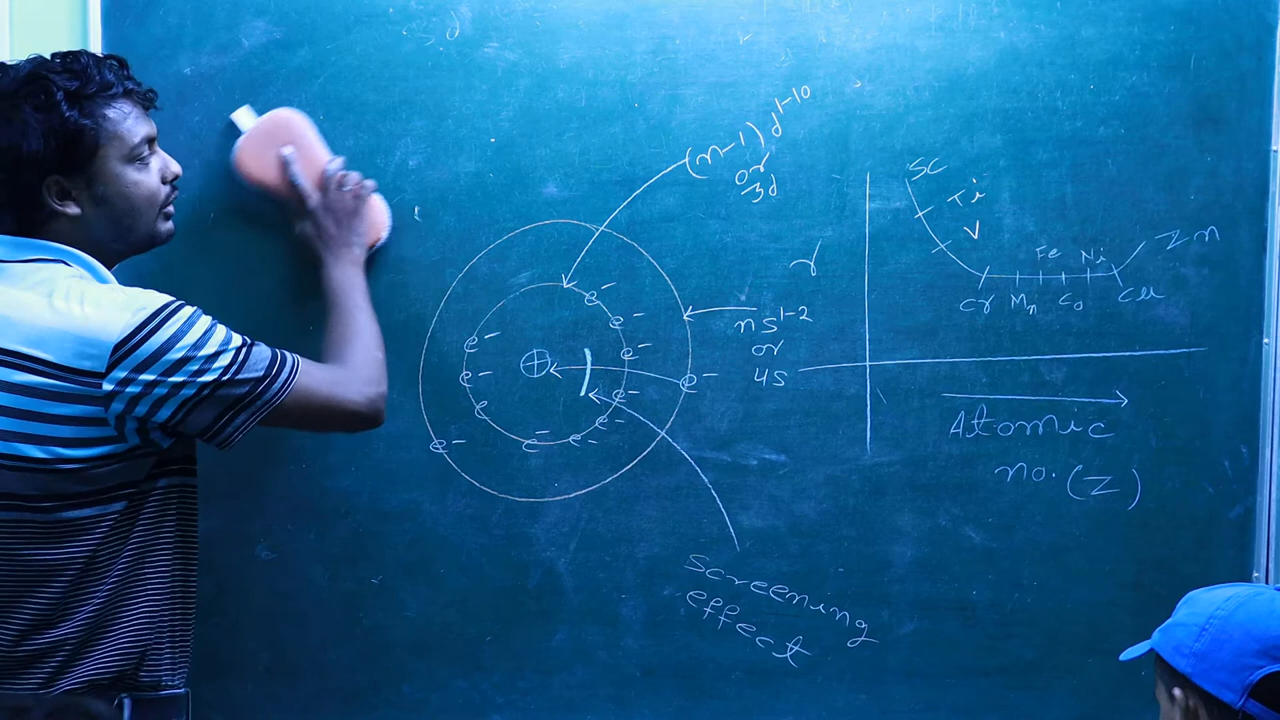 (n-1)d¹⁻¹⁰
or
3d
e⁻
e⁻
e⁻
e⁻
e⁻
e⁻
e⁻
e⁻
e
e⁻
e⁻
e⁻
+
ns¹⁻²
or
4s
Screening
effect
r
Sc
Ti
V
Cr
Mn
Fe
Co
Ni
Cu
Zn
Atomic
no. (Z)